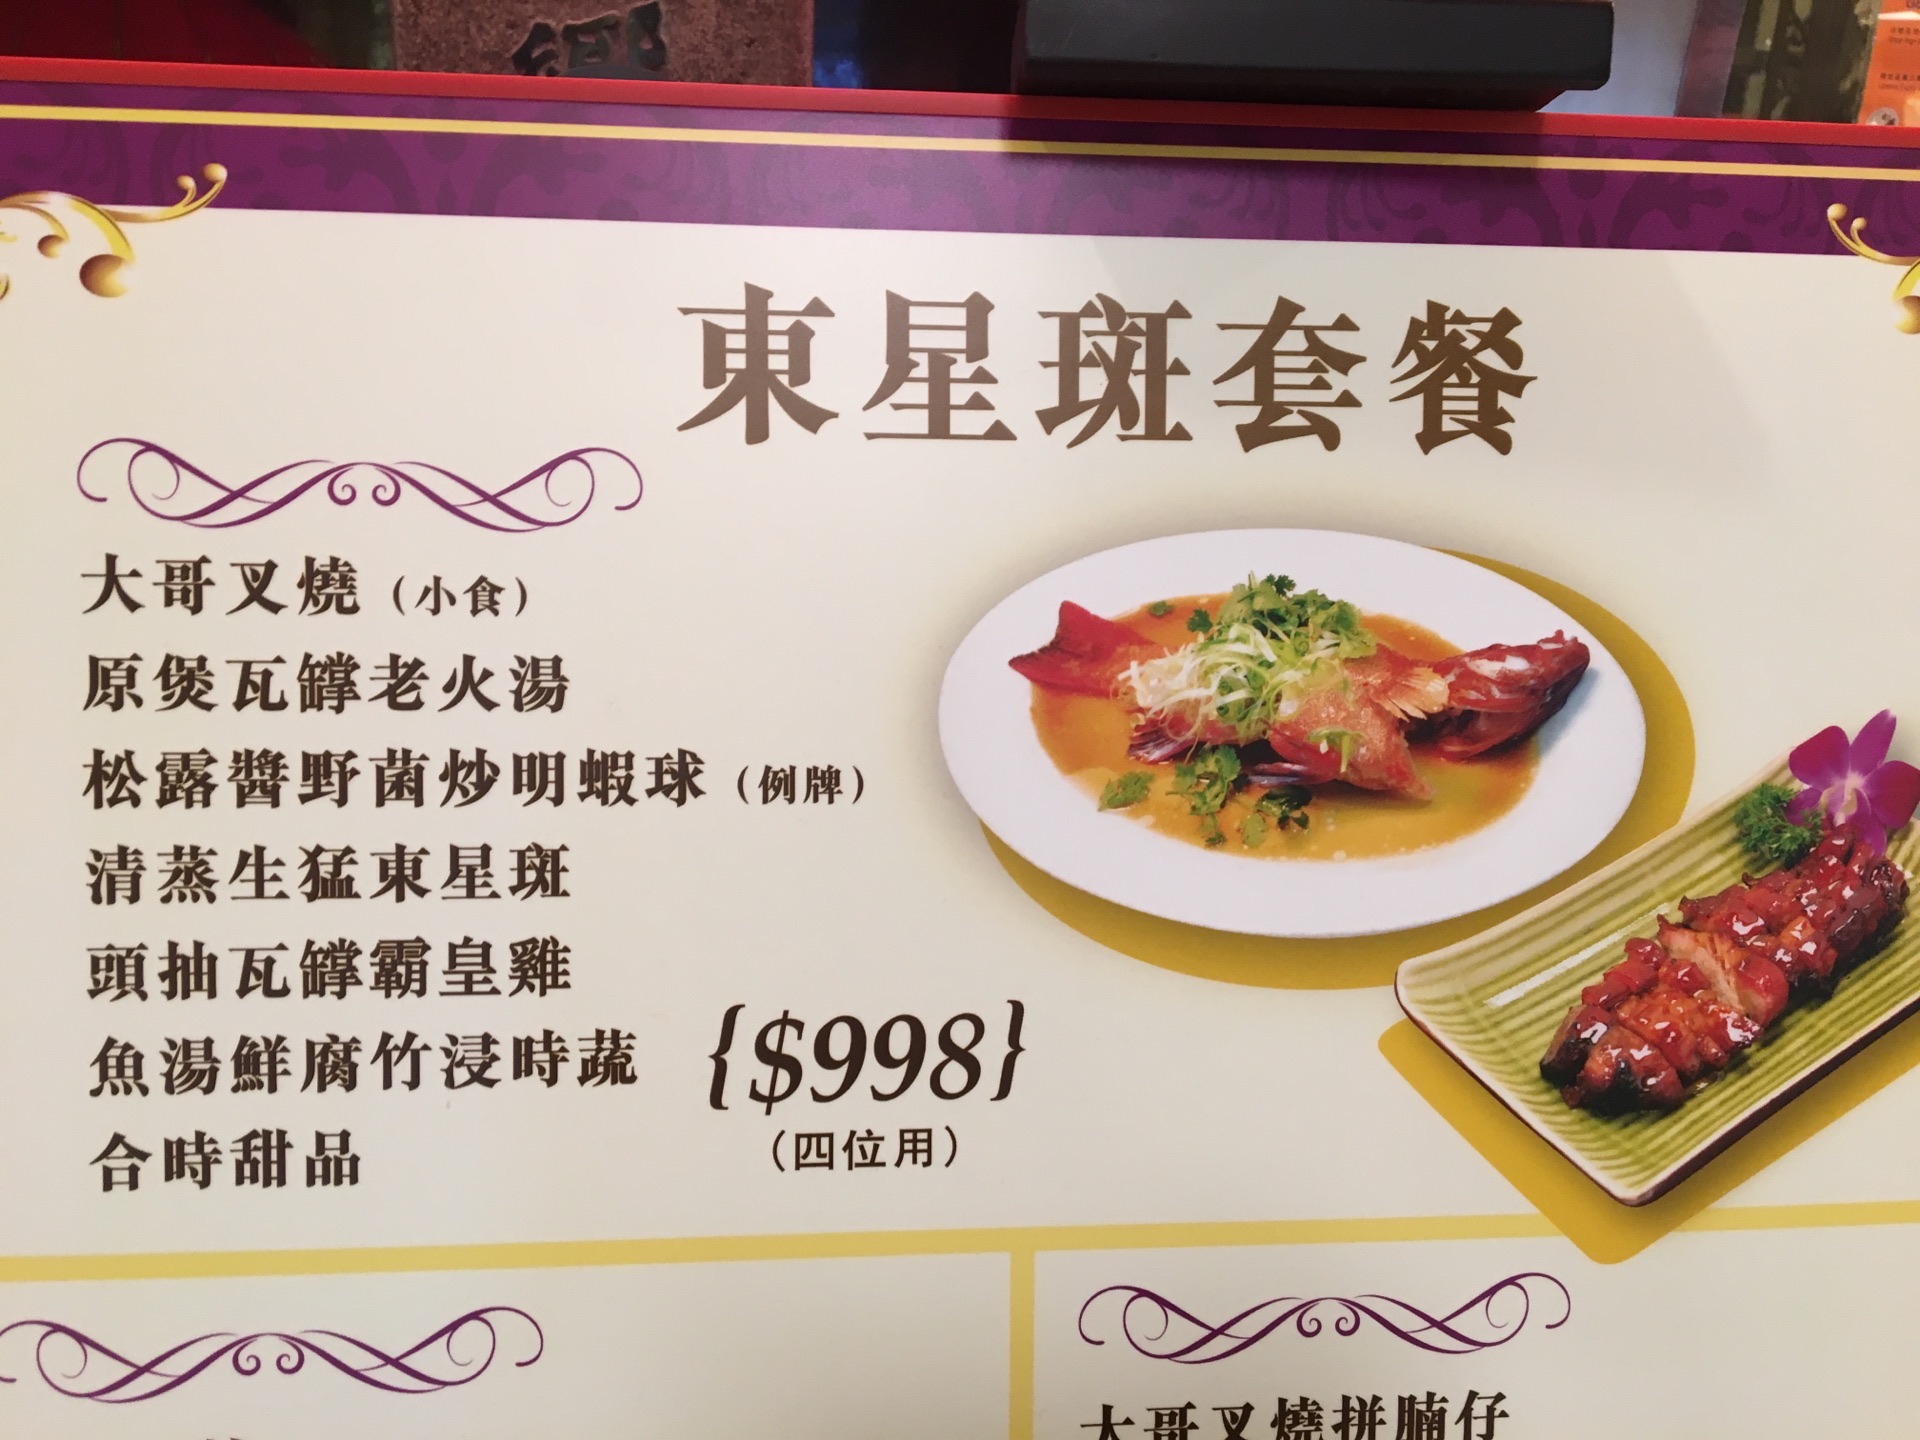 東星斑套餐
大哥叉燒（小食）
原煲瓦罉老火湯
松露醬野菌炒明蝦球（例牌）
清蒸生猛東星斑
頭抽瓦罉霸皇雞
魚湯鮮腐竹浸時蔬
合時甜品
{$998}
（四位用）
大哥叉燒拼腩仔